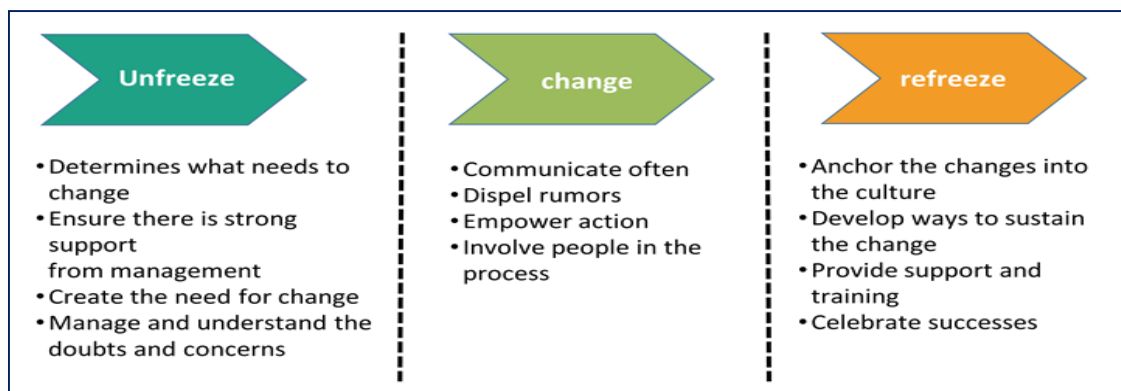 Unfreeze
• Determines what needs to
change
• Ensure there is strong
support
from management
• Create the need for change
• Manage and understand the
doubts and concerns
change
• Communicate often
• Dispel rumors
• Empower action
• Involve people in the
process
refreeze
• Anchor the changes into
the culture
• Develop ways to sustain
the change
• Provide support and
training
• Celebrate successes